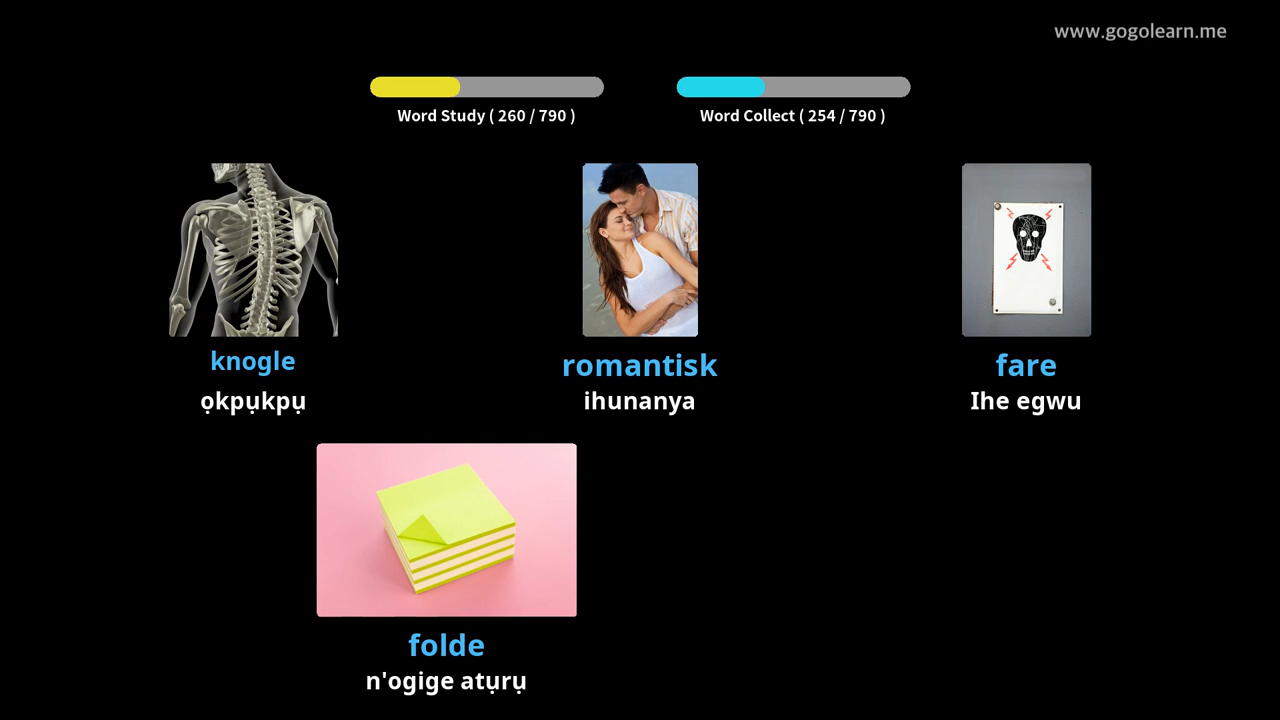 www.gogolearn.me
Word Study ( 260 / 790 )
Word Collect ( 254 / 790 )
knogle
ọkpụkpụ
romantisk
ihunanya
fare
Ihe egwu
folde
n'ogige atụrụ